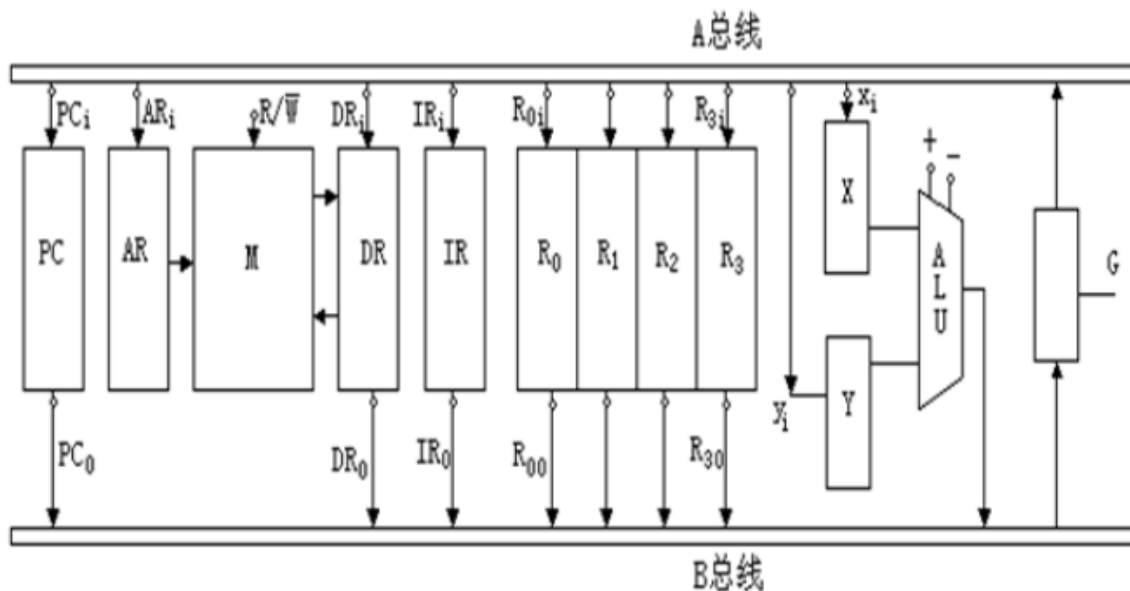 A总线
PCᵢ ARᵢ R/W̅ DRᵢ IRᵢ R₀ᵢ R₃ᵢ xᵢ
+ −
PC AR M DR IR R₀ R₁ R₂ R₃ X ALU G
yᵢ Y
PC₀ DR₀ IR₀ R₀₀ R₃₀
B总线